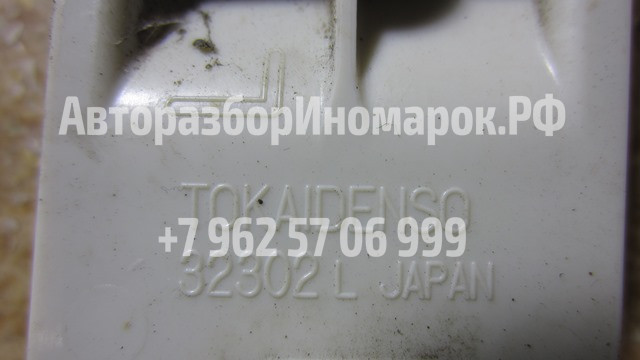 АвторазборИномарок.РФ
TOKAIDENSO
+7 962 57 06 999
32302 L JAPAN